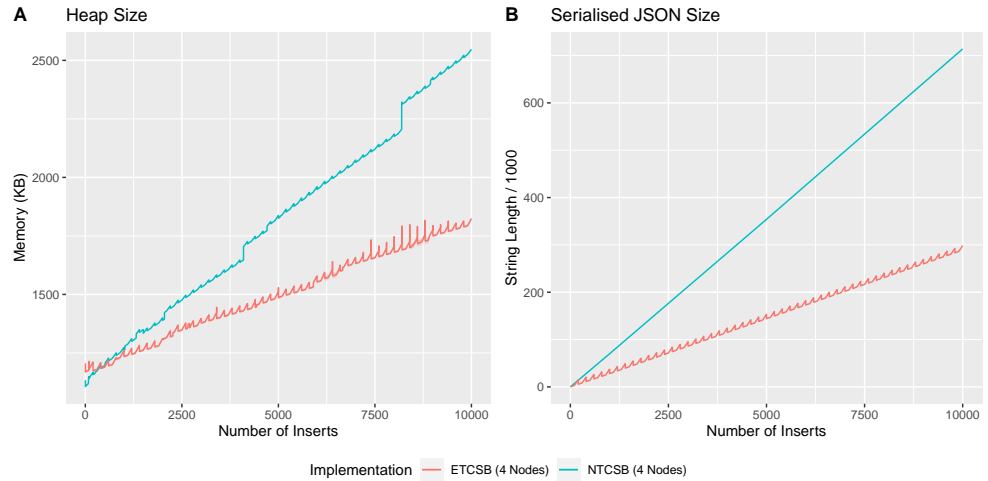 A Heap Size
2500
2000
1500
Memory (KB)
0 2500 5000 7500 10000
Number of Inserts
B Serialised JSON Size
600
400
200
0
String Length / 1000
0 2500 5000 7500 10000
Number of Inserts
Implementation ETCSB (4 Nodes) NTCSB (4 Nodes)